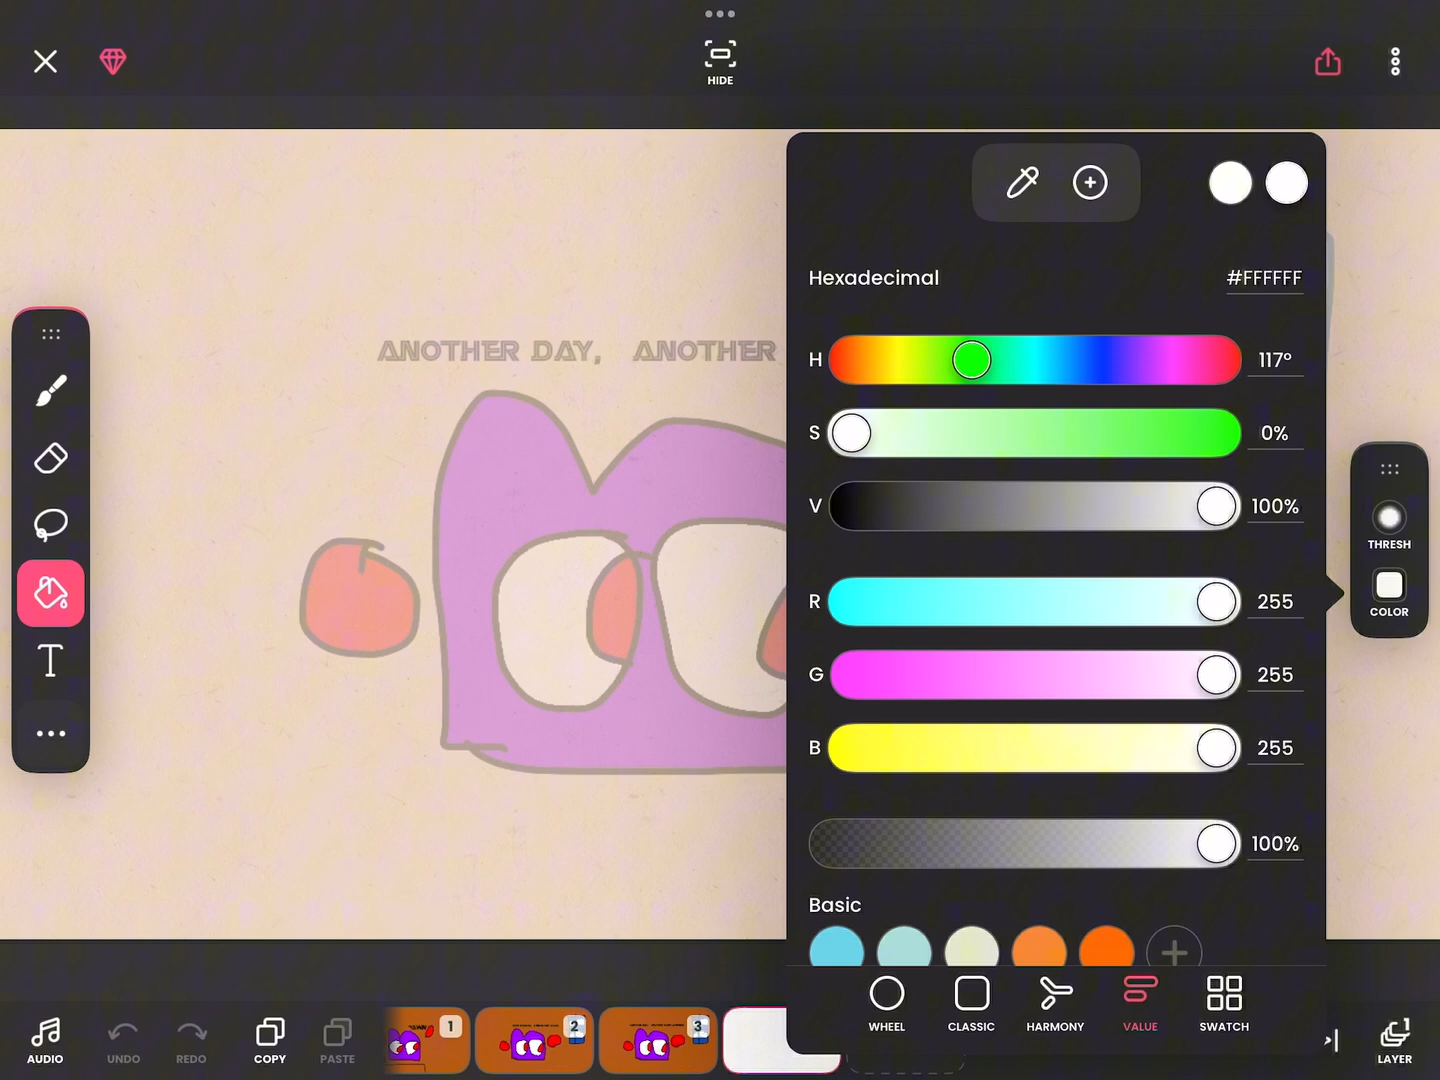 HIDE
Hexadecimal #FFFFFF
H 117°
ANOTHER DAY, ANOTHER
S 0%
V 100%
THRESH
R 255
COLOR
G 255
B 255
100%
Basic
WHEEL CLASSIC HARMONY VALUE SWATCH
1 2 3
AUDIO UNDO REDO COPY PASTE LAYER